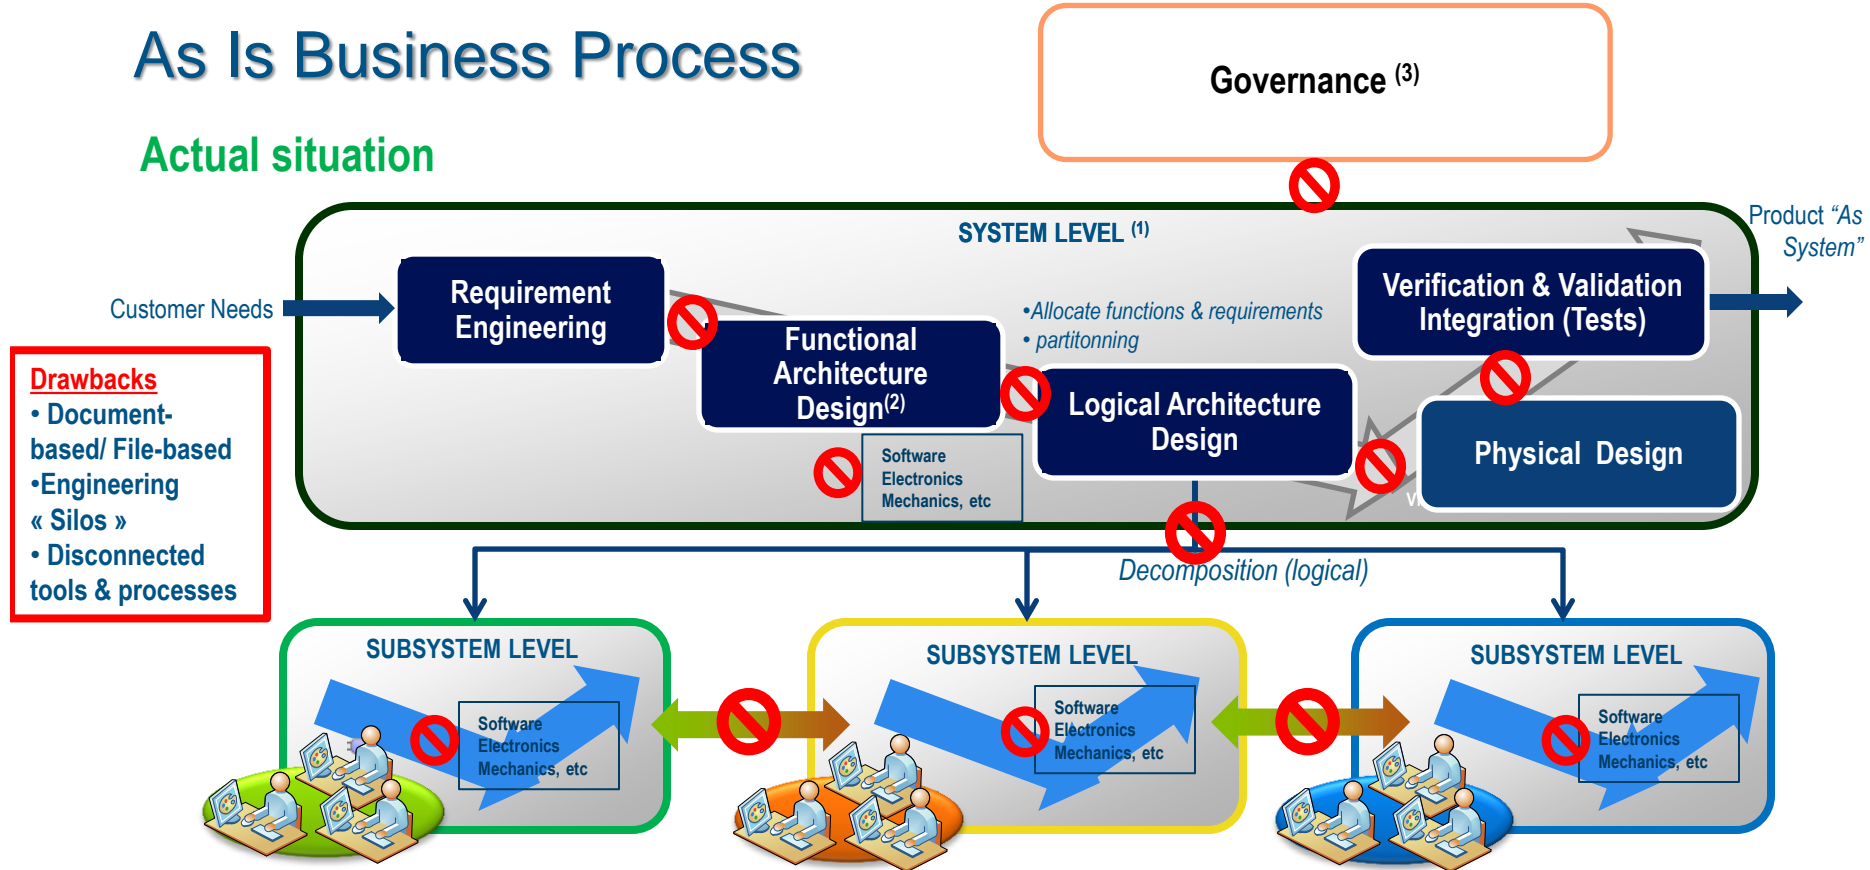 As Is Business Process
Actual situation
Governance (3)
SYSTEM LEVEL (1)
Product “As
System”
Customer Needs
Requirement
Engineering
Functional
Architecture
Design(2)
•Allocate functions & requirements
• partitonning
Logical Architecture
Design
Verification & Validation
Integration (Tests)
Physical Design
Software
Electronics
Mechanics, etc
Drawbacks
• Document-
based/ File-based
•Engineering
« Silos »
• Disconnected
tools & processes
Decomposition (logical)
SUBSYSTEM LEVEL
Software
Electronics
Mechanics, etc
SUBSYSTEM LEVEL
Software
Electronics
Mechanics, etc
SUBSYSTEM LEVEL
Software
Electronics
Mechanics, etc